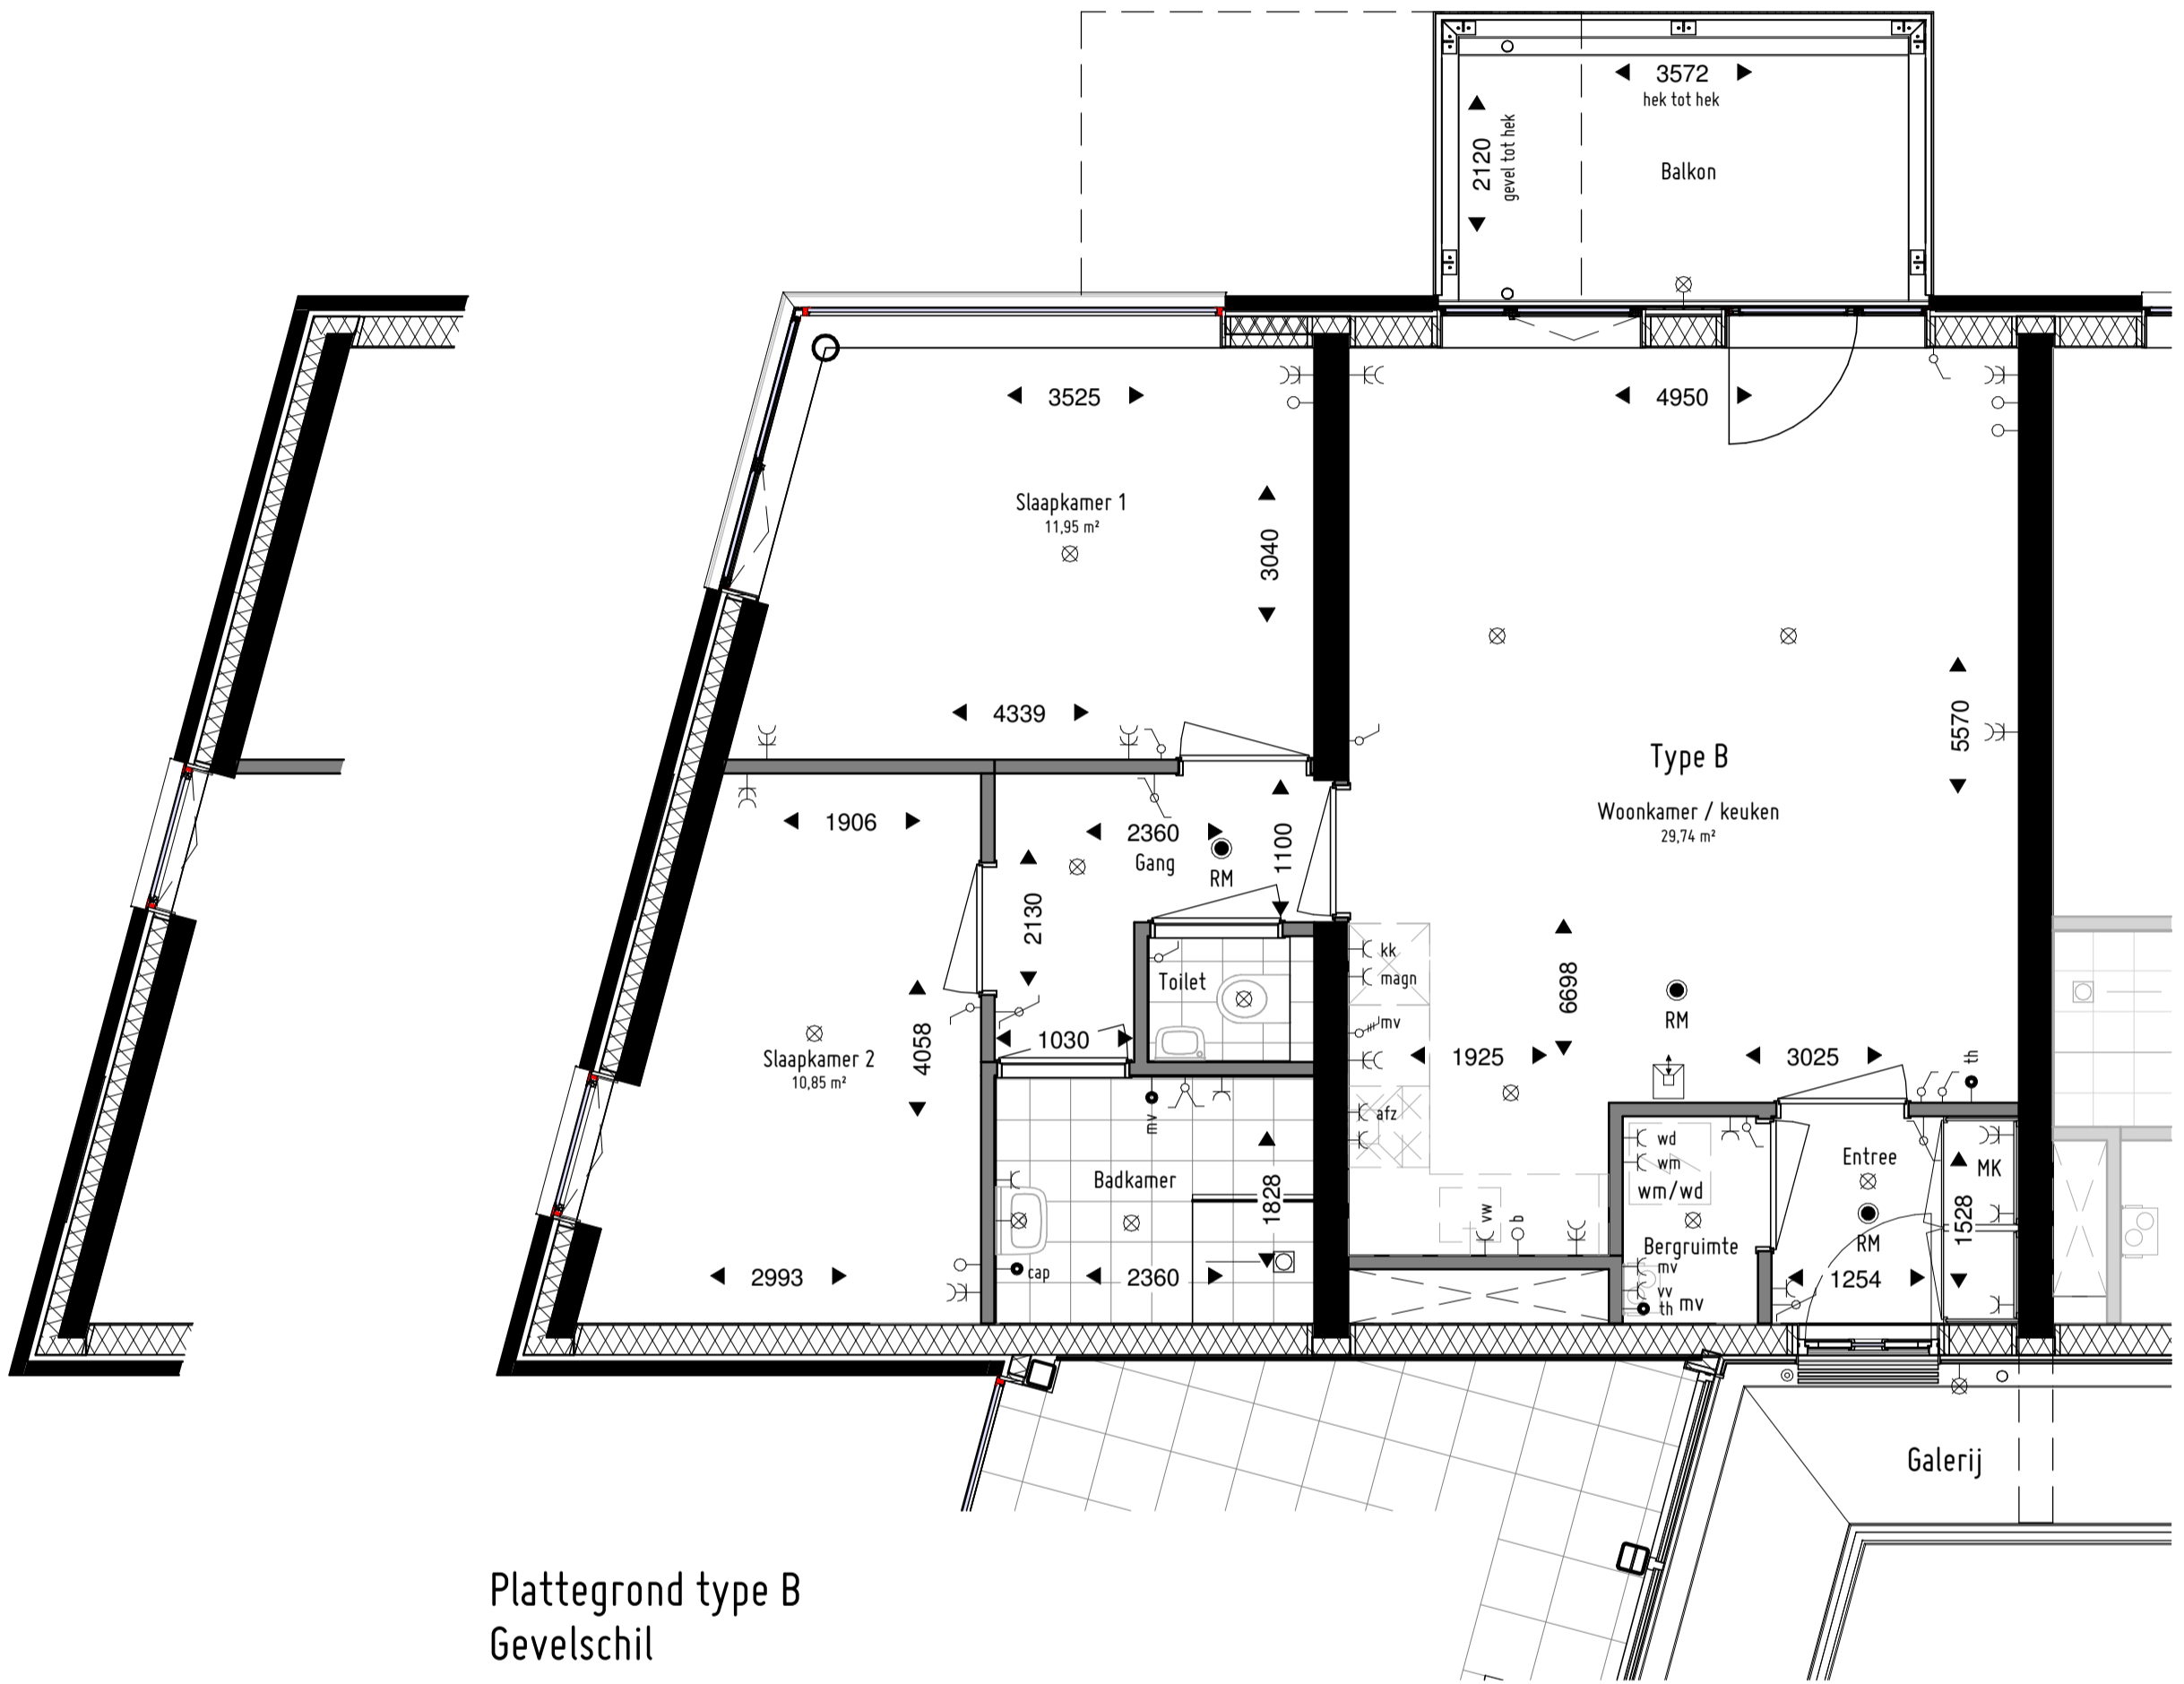 3572
hek tot hek
2120
gevel tot hek
Balkon
3525
4950
Slaapkamer 1
11,95 m²
3040
4339
5570
Type B
Woonkamer / keuken
29,74 m²
1906
2360
Gang
RM
1100
2130
kk
magn
Toilet
mv
6698
RM
1030
1925
3025
th
4058
Slaapkamer 2
10,85 m²
mv
afz
wd
wm
wm/wd
Entree
MK
Badkamer
1828
vw
b
1528
RM
Bergruimte
mv
vv
th
mv
cap
2993
2360
1254
Galerij
Plattegrond type B
Gevelschil